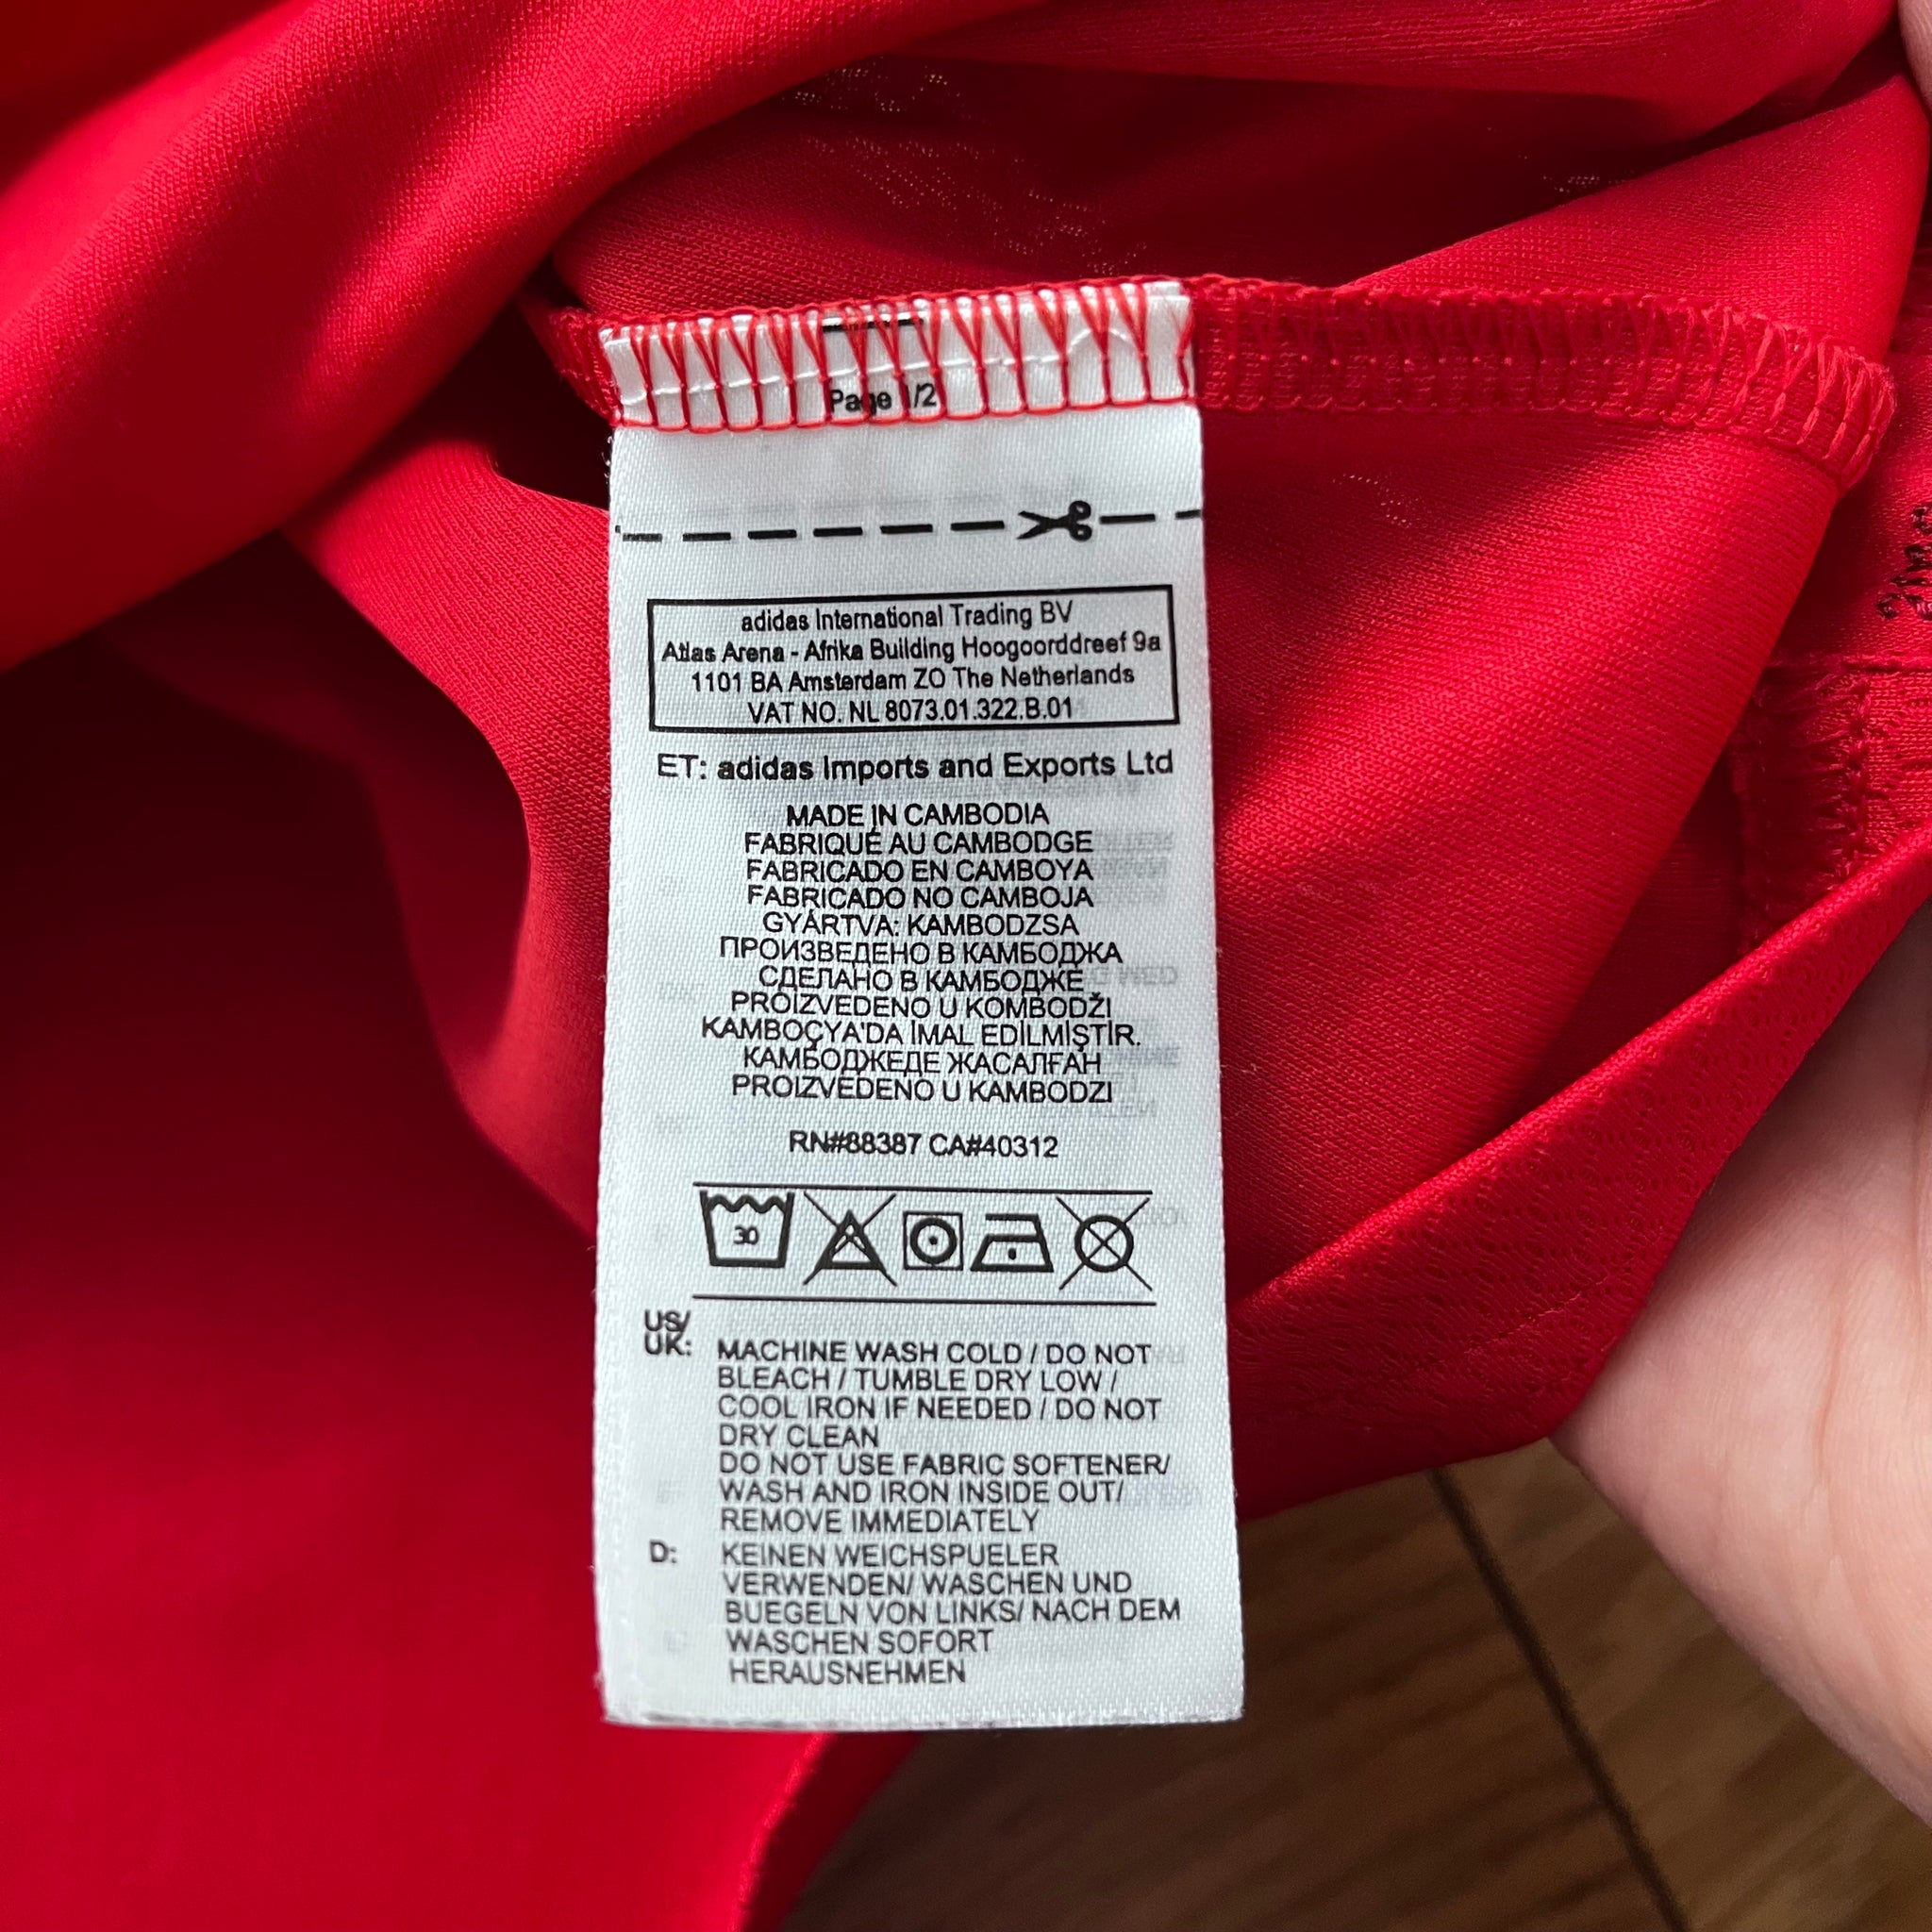 Page 1/2
adidas International Trading BV
Atlas Arena - Afrika Building Hoogoorddreef 9a
1101 BA Amsterdam ZO The Netherlands
VAT NO. NL 8073.01.322.B.01
ET: adidas Imports and Exports Ltd
MADE IN CAMBODIA
FABRIQUÉ AU CAMBODGE
FABRICADO EN CAMBOYA
FABRICADO NO CAMBOJA
GYÁRTVA: KAMBODZSA
ПРОИЗВЕДЕНО В КАМБОДЖА
СДЕЛАНО В КАМБОДЖЕ
PROIZVEDENO U KOMBODŽI
KAMBOÇYA'DA İMAL EDİLMİŞTİR.
КАМБОДЖЕДЕ ЖАСАЛҒАН
PROIZVEDENO U KAMBODZI
RN#88387 CA#40312
30
US/
UK: MACHINE WASH COLD / DO NOT
BLEACH / TUMBLE DRY LOW /
COOL IRON IF NEEDED / DO NOT
DRY CLEAN
DO NOT USE FABRIC SOFTENER/
WASH AND IRON INSIDE OUT/
REMOVE IMMEDIATELY
D: KEINEN WEICHSPUELER
VERWENDEN/ WASCHEN UND
BUEGELN VON LINKS/ NACH DEM
WASCHEN SOFORT
HERAUSNEHMEN